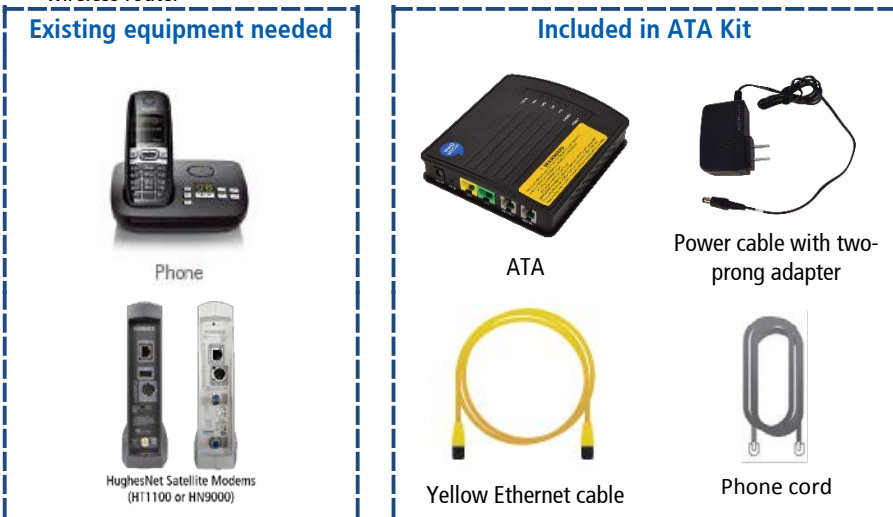 Existing equipment needed
Included in ATA Kit
Phone
HughesNet Satellite Modems
(HT1100 or HN9000)
ATA
WARNING
Power cable with two-
prong adapter
Yellow Ethernet cable
Phone cord